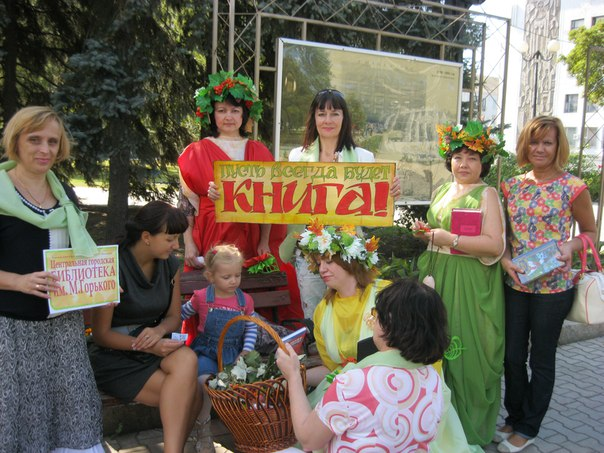 ПУСТЬ ВСЕГДА БУДЕТ
КНИГА!
Центральная городская
БИБЛИОТЕКА
им. М.Горького